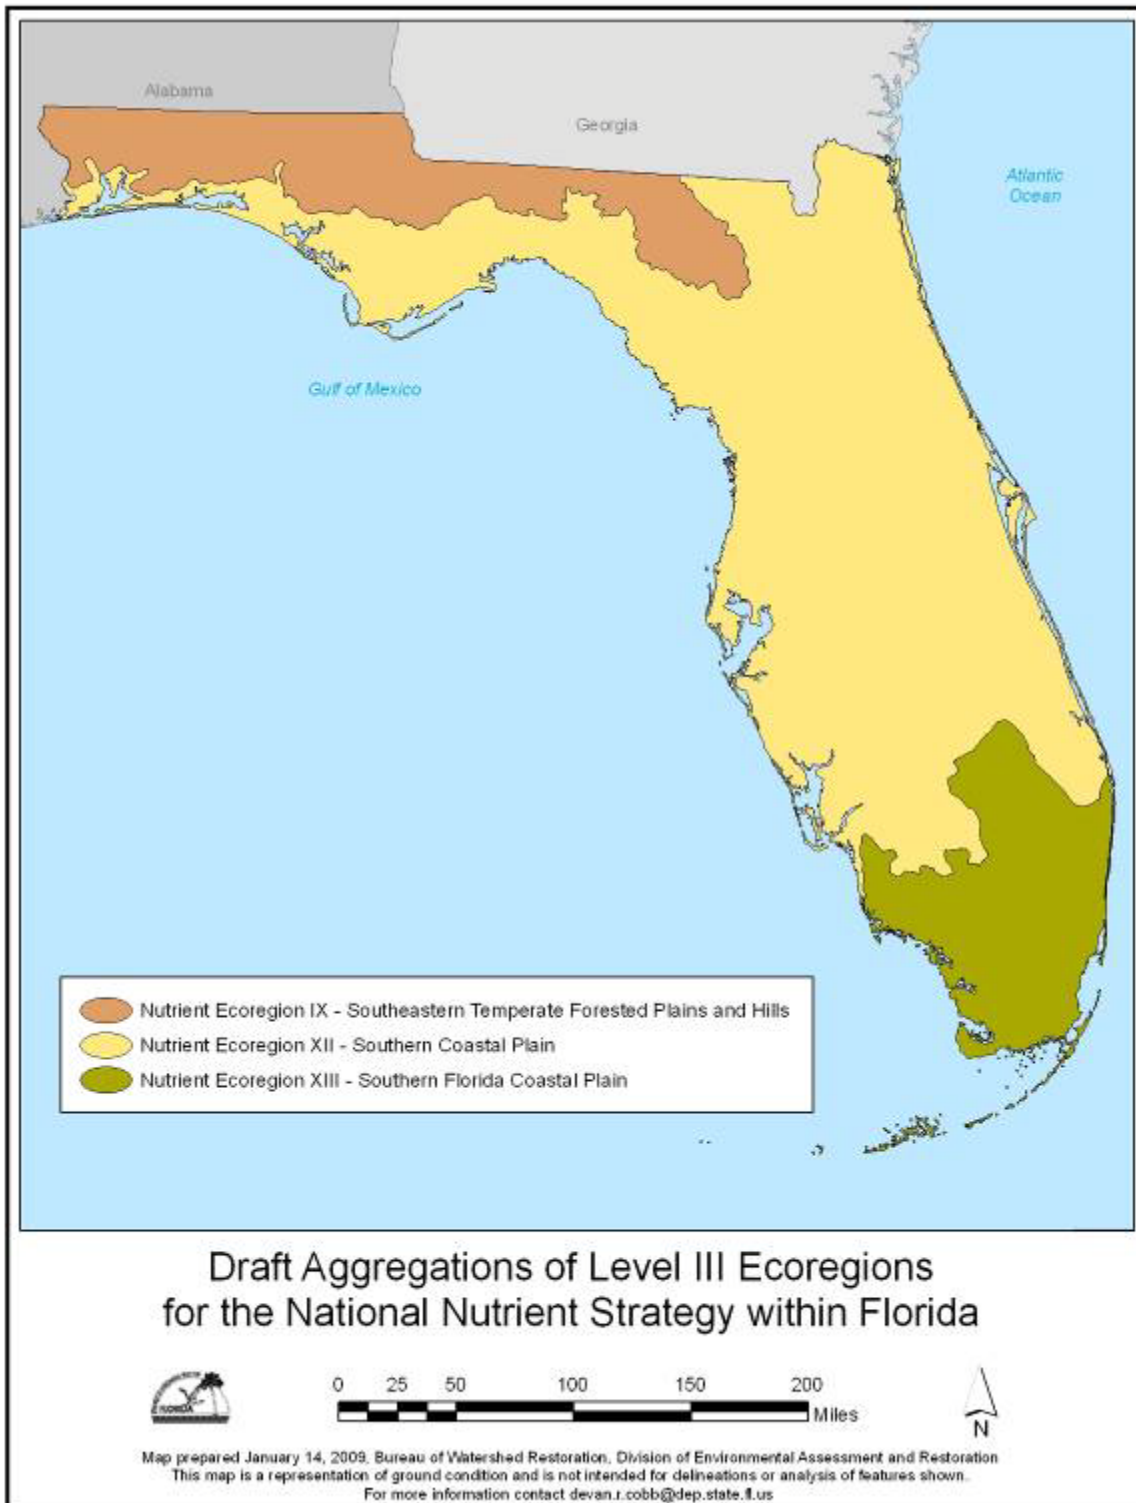 Alabama
Georgia
Atlantic
Ocean
Gulf of Mexico
Nutrient Ecoregion IX - Southeastern Temperate Forested Plains and Hills
Nutrient Ecoregion XII - Southern Coastal Plain
Nutrient Ecoregion XIII - Southern Florida Coastal Plain
Draft Aggregations of Level III Ecoregions
for the National Nutrient Strategy within Florida
FLORIDA
0 25 50 100 150 200
Miles
N
Map prepared January 14, 2009, Bureau of Watershed Restoration, Division of Environmental Assessment and Restoration
This map is a representation of ground condition and is not intended for delineations or analysis of features shown.
For more information contact devan.r.cobb@dep.state.fl.us